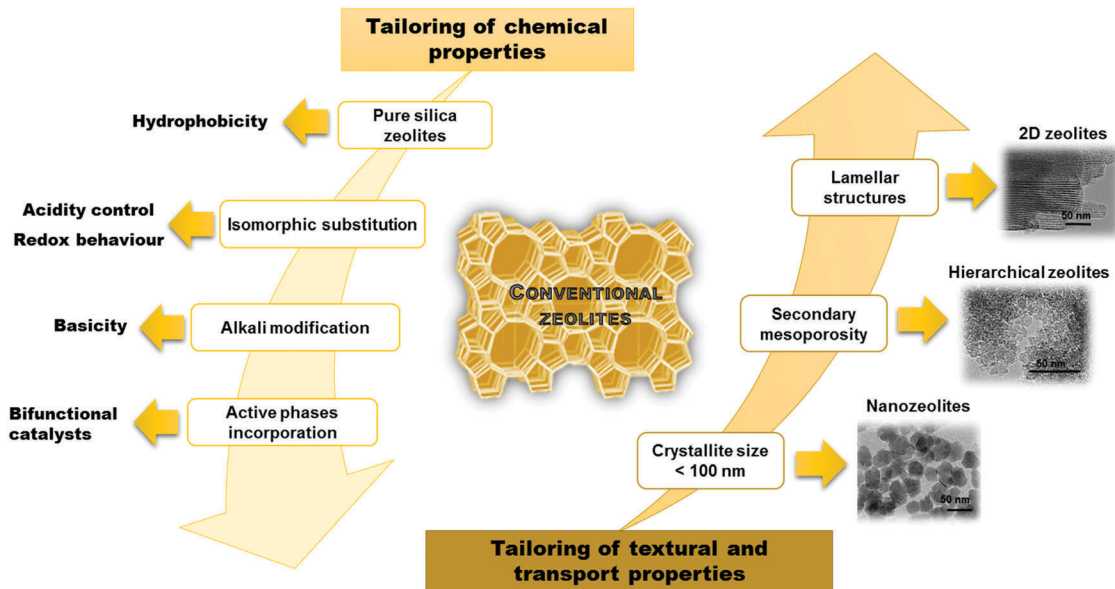 Tailoring of chemical
properties
Hydrophobicity
Pure silica
zeolites
Acidity control
Redox behaviour
Isomorphic substitution
Basicity
Alkali modification
Bifunctional
catalysts
Active phases
incorporation
CONVENTIONAL
ZEOLITES
2D zeolites
Lamellar
structures
50 nm
Hierarchical zeolites
Secondary
mesoporosity
50 nm
Nanozeolites
Crystallite size
< 100 nm
50 nm
Tailoring of textural and
transport properties